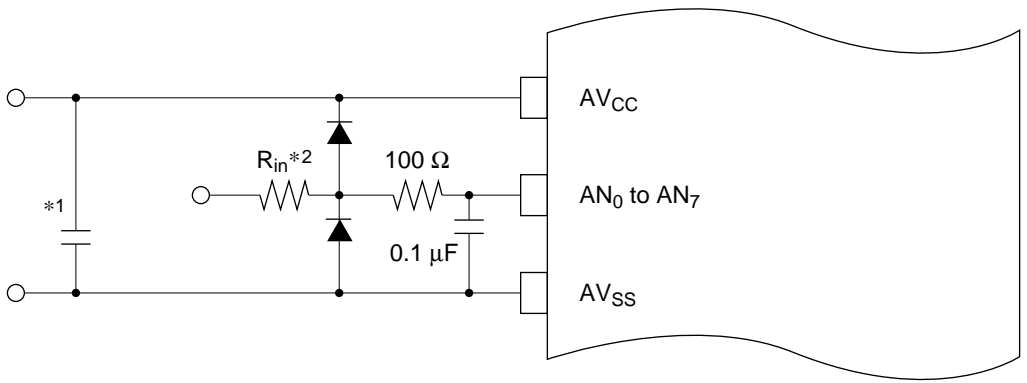 AVCC
Rin*2
100 Ω
*1
AN0 to AN7
0.1 μF
AVSS